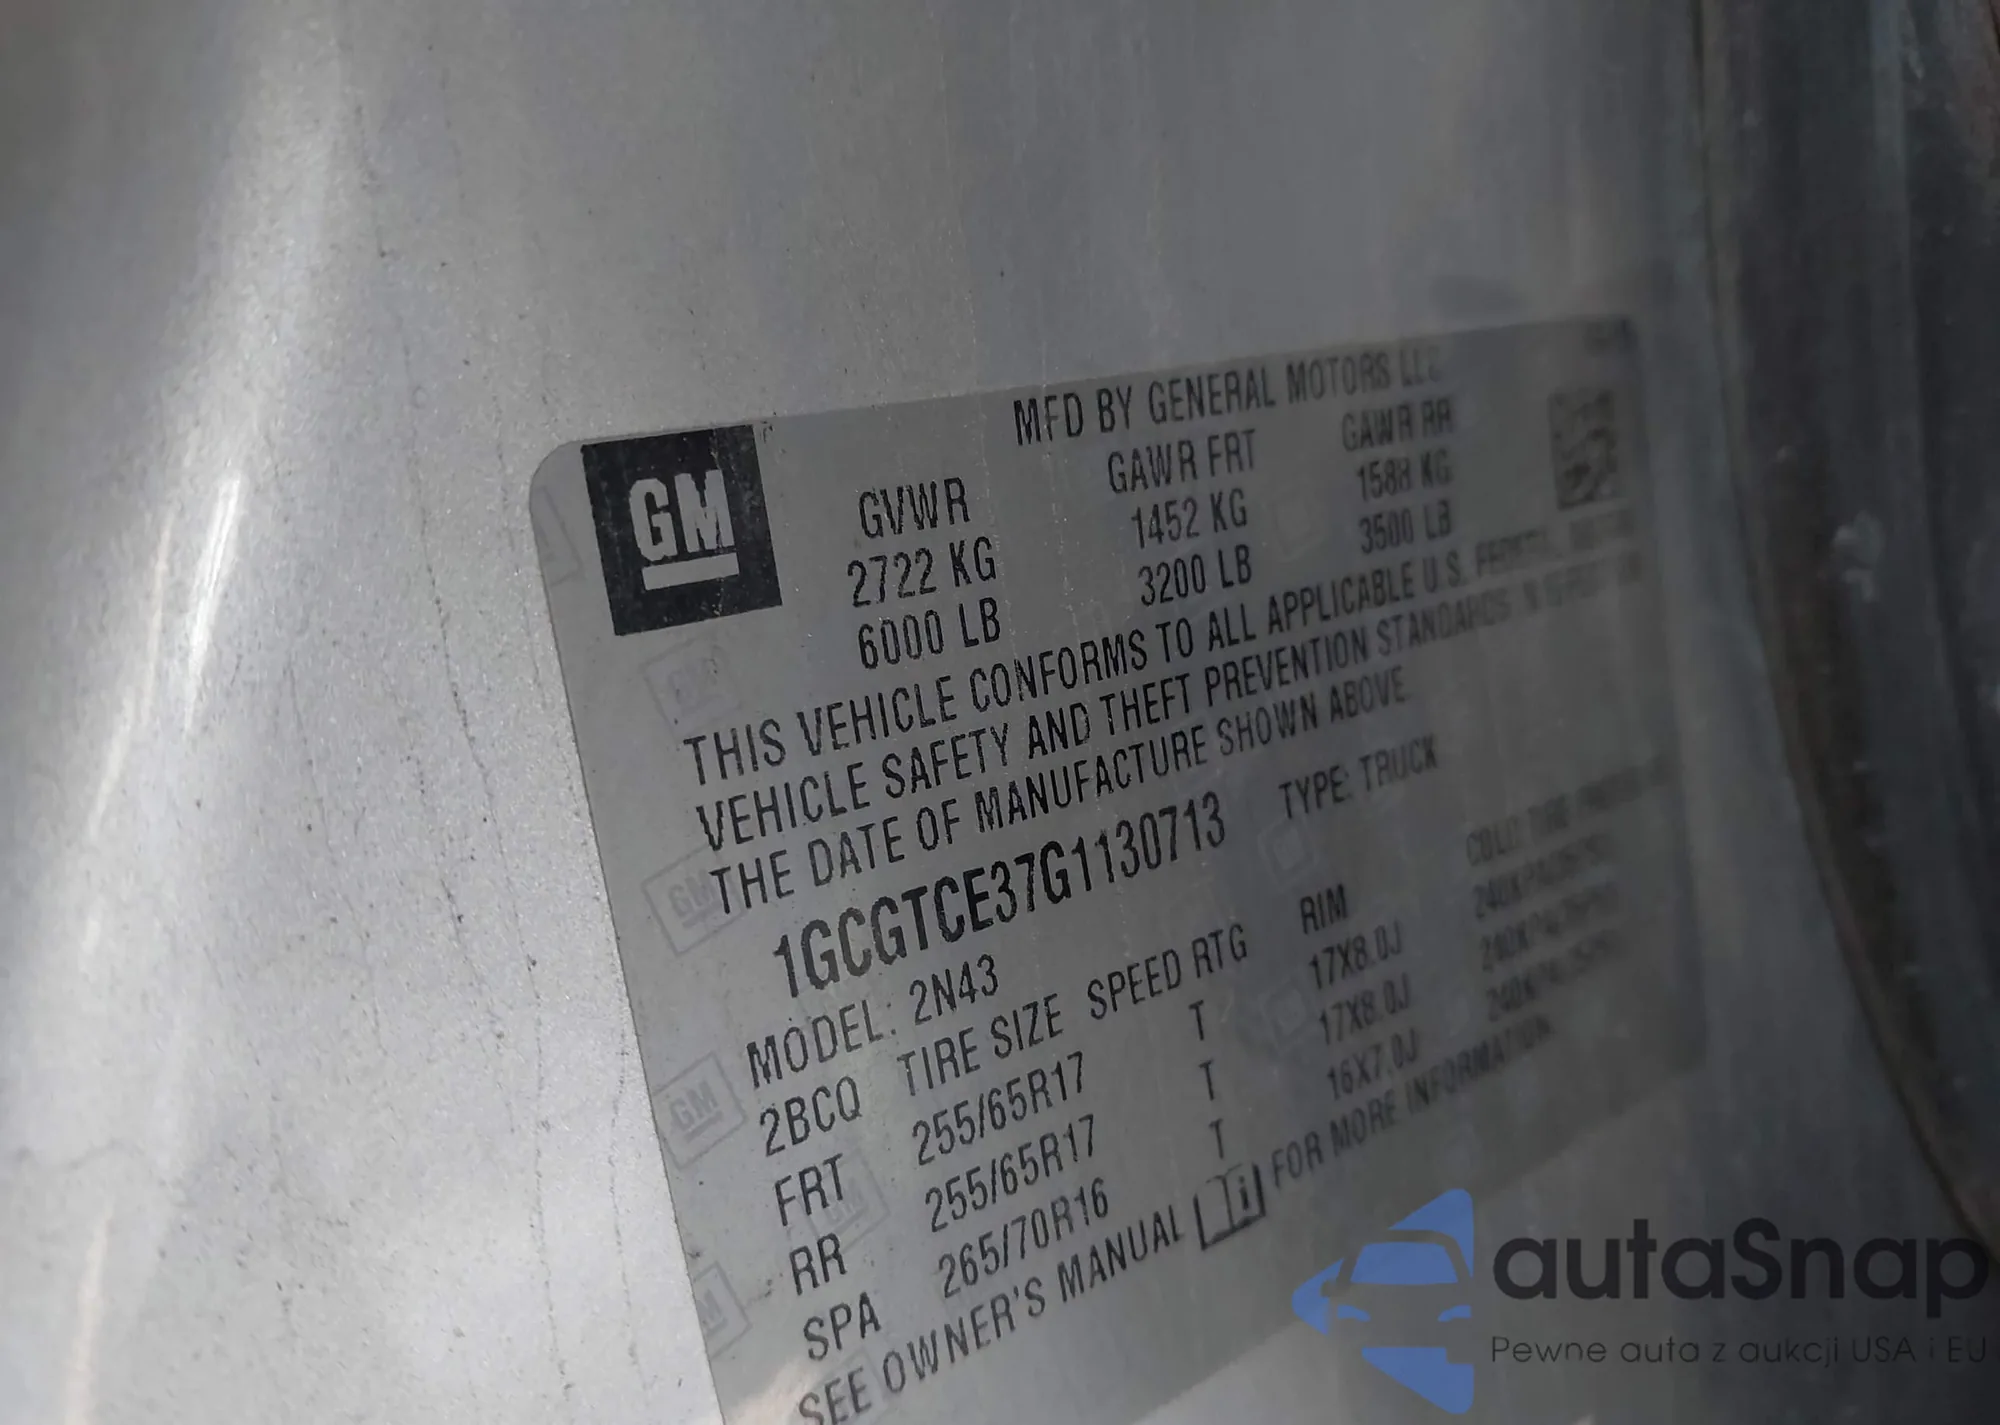 MFD BY GENERAL MOTORS LLC
GM
GVWR GAWR FRT GAWR RR
2722 KG 1452 KG 1588 KG
6000 LB 3200 LB 3500 LB
THIS VEHICLE CONFORMS TO ALL APPLICABLE U.S.
VEHICLE SAFETY AND THEFT PREVENTION STANDARDS
THE DATE OF MANUFACTURE SHOWN ABOVE
1GCGTCE37G1130713 TYPE: TRUCK
MODEL: 2N43
2BCQ TIRE SIZE SPEED RTG RIM COLD TIRE
FRT 255/65R17 T 17X8.0J
RR 255/65R17 T 17X8.0J
SPA 265/70R16 T 16X7.0J
SEE OWNER'S MANUAL FOR MORE INFORMATION
autaSnap
Pewne auta z aukcji USA i EU